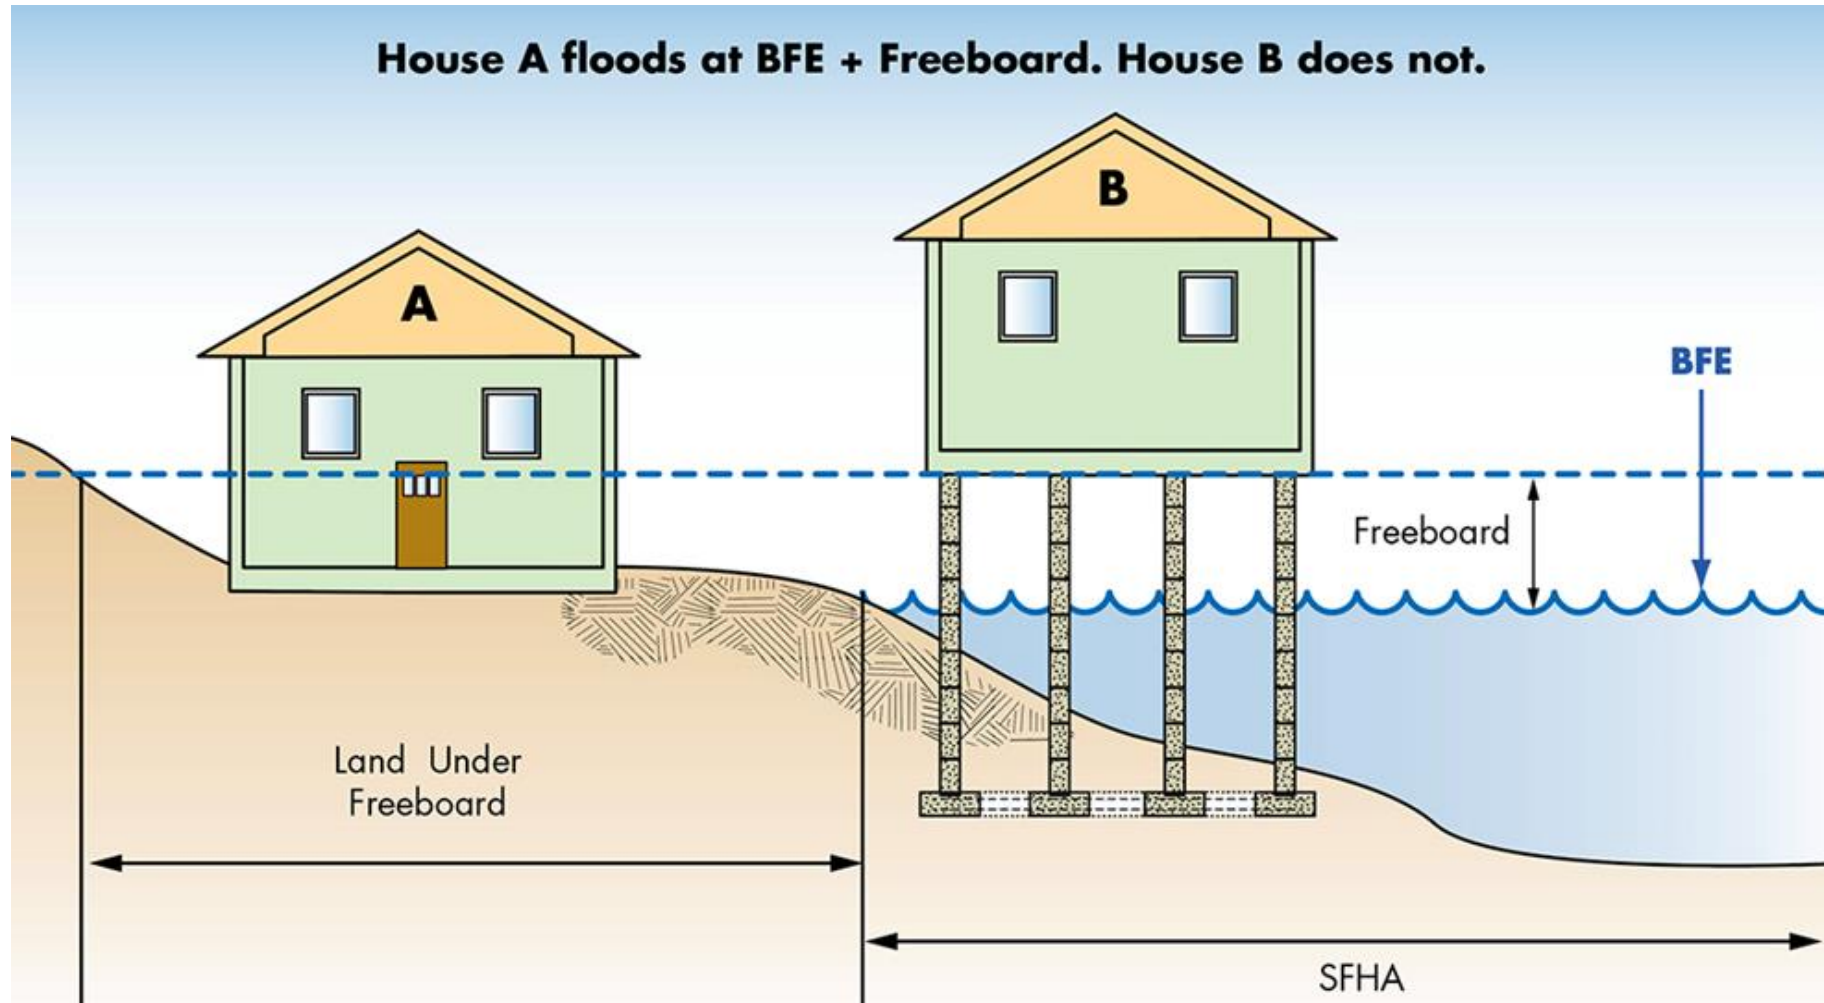 House A floods at BFE + Freeboard. House B does not.
B
A
BFE
Freeboard
Land Under
Freeboard
SFHA